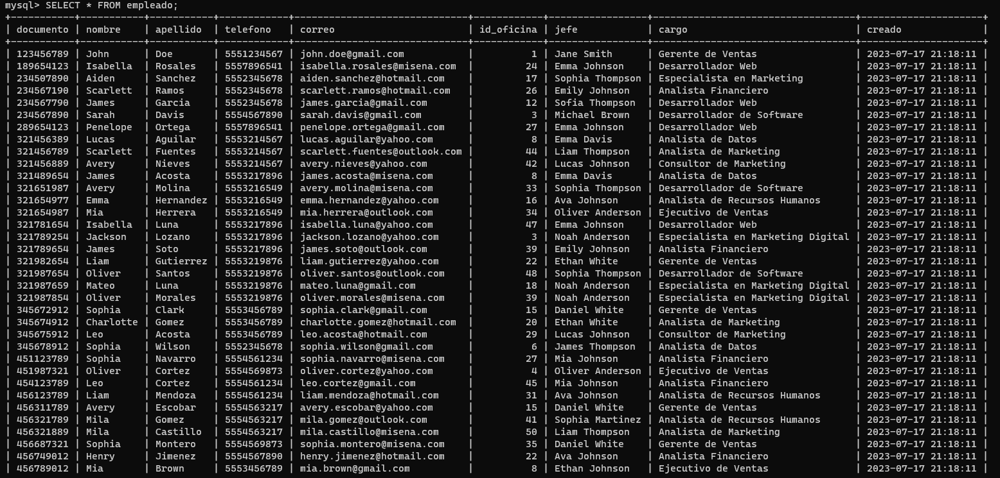 mysql> SELECT * FROM empleado;
+-----------+-----------+-----------+------------+-----------------------------+------------+-----------------+-----------------------------------+---------------------+
| documento | nombre    | apellido  | telefono   | correo                      | id_oficina | jefe            | cargo                             | creado              |
+-----------+-----------+-----------+------------+-----------------------------+------------+-----------------+-----------------------------------+---------------------+
| 123456789 | John      | Doe       | 5551234567 | john.doe@gmail.com          |          1 | Jane Smith      | Gerente de Ventas                 | 2023-07-17 21:18:11 |
| 189654123 | Isabella  | Rosales   | 5557896541 | isabella.rosales@misena.com |         24 | Emma Johnson    | Desarrollador Web                 | 2023-07-17 21:18:11 |
| 234507890 | Aiden     | Sanchez   | 5552345678 | aiden.sanchez@hotmail.com   |         17 | Sophia Thompson | Especialista en Marketing         | 2023-07-17 21:18:11 |
| 234567190 | Scarlett  | Ramos     | 5552345678 | scarlett.ramos@hotmail.com  |         26 | Emily Johnson   | Analista Financiero               | 2023-07-17 21:18:11 |
| 234567790 | James     | Garcia    | 5552345678 | james.garcia@gmail.com      |         12 | Sofia Thompson  | Desarrollador Web                 | 2023-07-17 21:18:11 |
| 234567890 | Sarah     | Davis     | 5554567890 | sarah.davis@gmail.com       |          3 | Michael Brown   | Desarrollador de Software         | 2023-07-17 21:18:11 |
| 289654123 | Penelope  | Ortega    | 5557896541 | penelope.ortega@gmail.com   |         27 | Emma Johnson    | Desarrollador Web                 | 2023-07-17 21:18:11 |
| 321456389 | Lucas     | Aguilar   | 5553214567 | lucas.aguilar@yahoo.com     |          8 | Emma Davis      | Analista de Datos                 | 2023-07-17 21:18:11 |
| 321456789 | Scarlett  | Fuentes   | 5553214567 | scarlett.fuentes@outlook.com |         44 | Liam Thompson   | Analista de Marketing             | 2023-07-17 21:18:11 |
| 321456889 | Avery     | Nieves    | 5553214567 | avery.nieves@yahoo.com      |         42 | Lucas Johnson   | Consultor de Marketing            | 2023-07-17 21:18:11 |
| 321489654 | James     | Acosta    | 5553217896 | james.acosta@misena.com     |          8 | Emma Davis      | Analista de Datos                 | 2023-07-17 21:18:11 |
| 321651987 | Avery     | Molina    | 5553216549 | avery.molina@misena.com     |         33 | Sophia Thompson | Desarrollador de Software         | 2023-07-17 21:18:11 |
| 321654977 | Emma      | Hernandez | 5553216549 | emma.hernandez@yahoo.com    |         16 | Ava Johnson     | Analista de Recursos Humanos      | 2023-07-17 21:18:11 |
| 321654987 | Mia       | Herrera   | 5553216549 | mia.herrera@outlook.com     |         34 | Oliver Anderson | Ejecutivo de Ventas               | 2023-07-17 21:18:11 |
| 321781654 | Isabella  | Luna      | 5553217896 | isabella.luna@yahoo.com     |         47 | Emma Johnson    | Desarrollador Web                 | 2023-07-17 21:18:11 |
| 321789254 | Jackson   | Lozano    | 5553217896 | jackson.lozano@yahoo.com    |          3 | Noah Anderson   | Especialista en Marketing Digital | 2023-07-17 21:18:11 |
| 321789654 | James     | Soto      | 5553217896 | james.soto@outlook.com      |         39 | Emily Johnson   | Analista Financiero               | 2023-07-17 21:18:11 |
| 321982654 | Liam      | Gutierrez | 5553219876 | liam.gutierrez@yahoo.com    |         22 | Ethan White     | Gerente de Ventas                 | 2023-07-17 21:18:11 |
| 321987654 | Oliver    | Santos    | 5553219876 | oliver.santos@outlook.com   |         48 | Sophia Thompson | Desarrollador de Software         | 2023-07-17 21:18:11 |
| 321987659 | Mateo     | Luna      | 5553219876 | mateo.luna@gmail.com        |         18 | Noah Anderson   | Especialista en Marketing Digital | 2023-07-17 21:18:11 |
| 321987854 | Oliver    | Morales   | 5553219876 | oliver.morales@misena.com   |         39 | Noah Anderson   | Especialista en Marketing Digital | 2023-07-17 21:18:11 |
| 345672912 | Sophia    | Clark     | 5553456789 | sophia.clark@gmail.com      |         15 | Daniel White    | Gerente de Ventas                 | 2023-07-17 21:18:11 |
| 345674912 | Charlotte | Gomez     | 5553456789 | charlotte.gomez@hotmail.com |         20 | Ethan White     | Analista de Marketing             | 2023-07-17 21:18:11 |
| 345675912 | Leo       | Acosta    | 5553456789 | leo.acosta@hotmail.com      |         29 | Lucas Johnson   | Consultor de Marketing            | 2023-07-17 21:18:11 |
| 345678912 | Sophia    | Wilson    | 5552345678 | sophia.wilson@gmail.com     |          6 | James Thompson  | Analista de Datos                 | 2023-07-17 21:18:11 |
| 451123789 | Sophia    | Navarro   | 5554561234 | sophia.navarro@misena.com   |         27 | Mia Johnson     | Analista Financiero               | 2023-07-17 21:18:11 |
| 451987321 | Oliver    | Cortez    | 5554569873 | oliver.cortez@yahoo.com     |          4 | Oliver Anderson | Ejecutivo de Ventas               | 2023-07-17 21:18:11 |
| 454123789 | Leo       | Cortez    | 5554561234 | leo.cortez@gmail.com        |         45 | Mia Johnson     | Analista Financiero               | 2023-07-17 21:18:11 |
| 456123789 | Liam      | Mendoza   | 5554561234 | liam.mendoza@hotmail.com    |         31 | Ava Johnson     | Analista de Recursos Humanos      | 2023-07-17 21:18:11 |
| 456311789 | Avery     | Escobar   | 5554563217 | avery.escobar@yahoo.com     |         15 | Daniel White    | Gerente de Ventas                 | 2023-07-17 21:18:11 |
| 456321789 | Mila      | Gomez     | 5554563217 | mila.gomez@outlook.com      |         41 | Sophia Martinez | Analista de Recursos Humanos      | 2023-07-17 21:18:11 |
| 456321889 | Mila      | Castillo  | 5554563217 | mila.castillo@misena.com    |         50 | Liam Thompson   | Analista de Marketing             | 2023-07-17 21:18:11 |
| 456687321 | Sophia    | Montero   | 5554569873 | sophia.montero@misena.com   |         35 | Daniel White    | Gerente de Ventas                 | 2023-07-17 21:18:11 |
| 456749012 | Henry     | Jimenez   | 5554567890 | henry.jimenez@hotmail.com   |         22 | Ava Johnson     | Analista Financiero               | 2023-07-17 21:18:11 |
| 456789012 | Mia       | Brown     | 5553456789 | mia.brown@gmail.com         |          8 | Ethan Johnson   | Ejecutivo de Ventas               | 2023-07-17 21:18:11 |